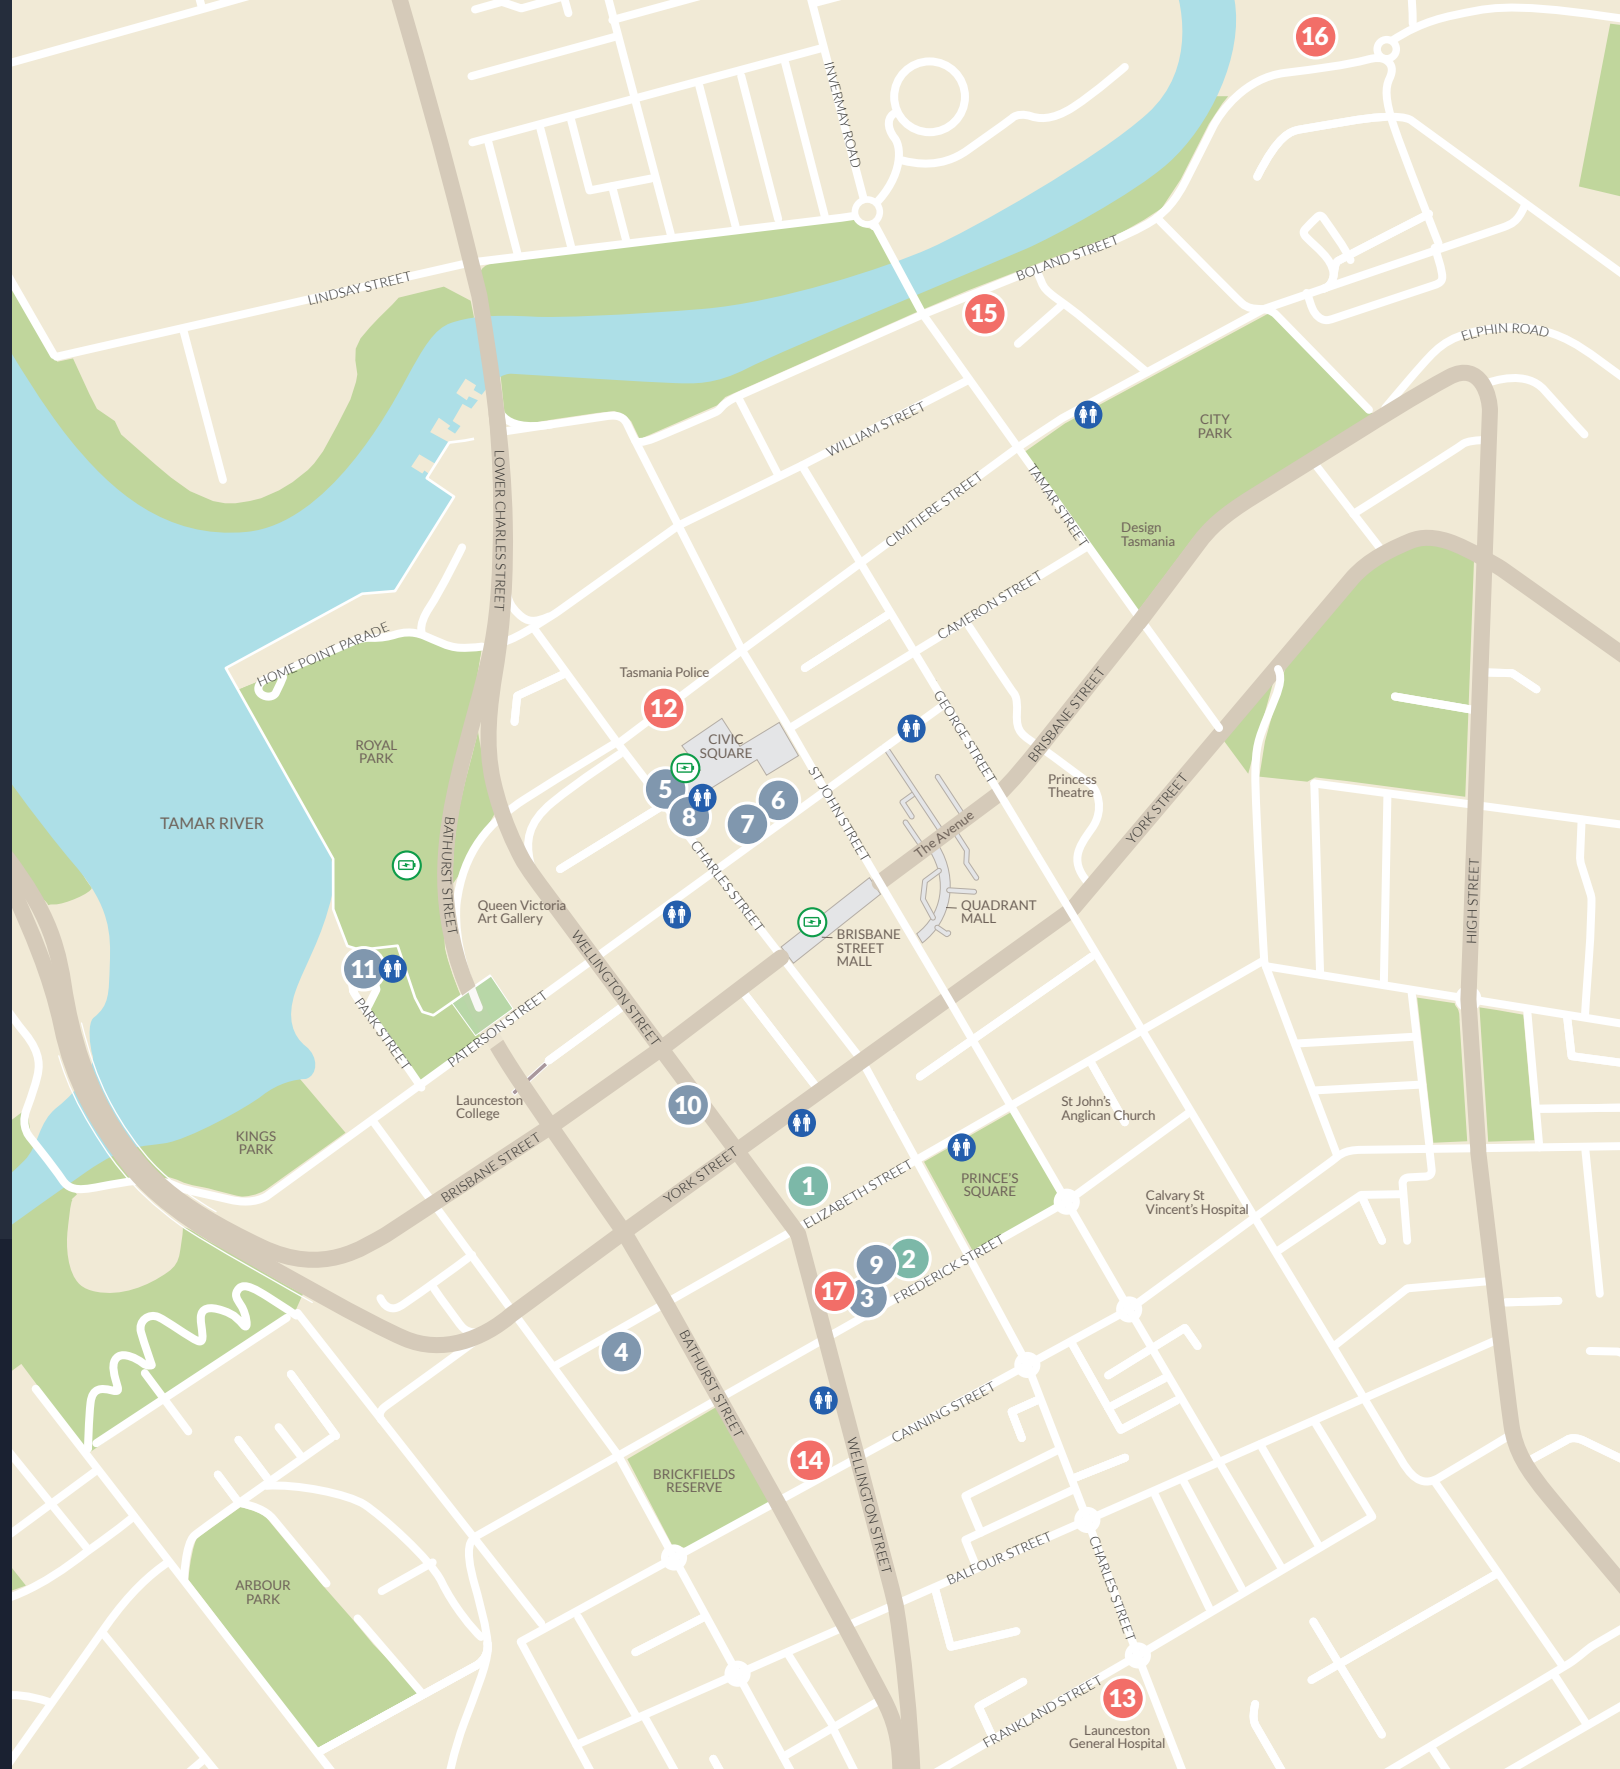 16
INVERMAY ROAD
BOLAND STREET
LINDSAY STREET
15
ELPHIN ROAD
CITY
PARK
WILLIAM STREET
LOWER CHARLES STREET
CIMITIERE STREET
TAMAR STREET
Design
Tasmania
CAMERON STREET
HOME POINT PARADE
Tasmania Police
12
ROYAL
PARK
CIVIC
SQUARE
GEORGE STREET
BRISBANE STREET
5
6
8
7
ST JOHN STREET
Princess
Theatre
YORK STREET
TAMAR RIVER
The Avenue
BATHURST STREET
CHARLES STREET
HIGH STREET
Queen Victoria
Art Gallery
QUADRANT
MALL
BRISBANE
STREET
MALL
WELLINGTON STREET
11
PARK STREET
PATERSON STREET
Launceston
College
10
St John's
Anglican Church
KINGS
PARK
BRISBANE STREET
YORK STREET
1
ELIZABETH STREET
PRINCE'S
SQUARE
Calvary St
Vincent's Hospital
9
2
17
3
FREDERICK STREET
4
BATHURST STREET
CANNING STREET
14
WELLINGTON STREET
BRICKFIELDS
RESERVE
BALFOUR STREET
CHARLES STREET
ARBOUR
PARK
FRANKLAND STREET
13
Launceston
General Hospital